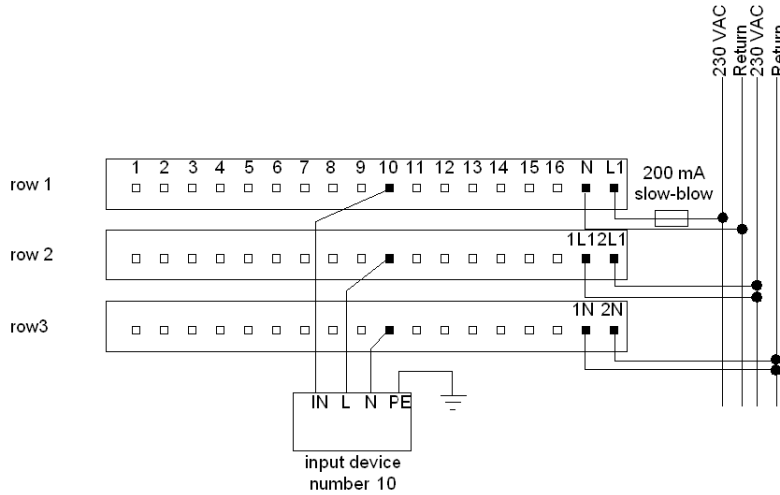 230 VAC
Return
230 VAC
Return
1 2 3 4 5 6 7 8 9 10 11 12 13 14 15 16 N L1
row 1
200 mA
slow-blow
1L12L1
row 2
1N 2N
row3
IN L N PE
input device
number 10